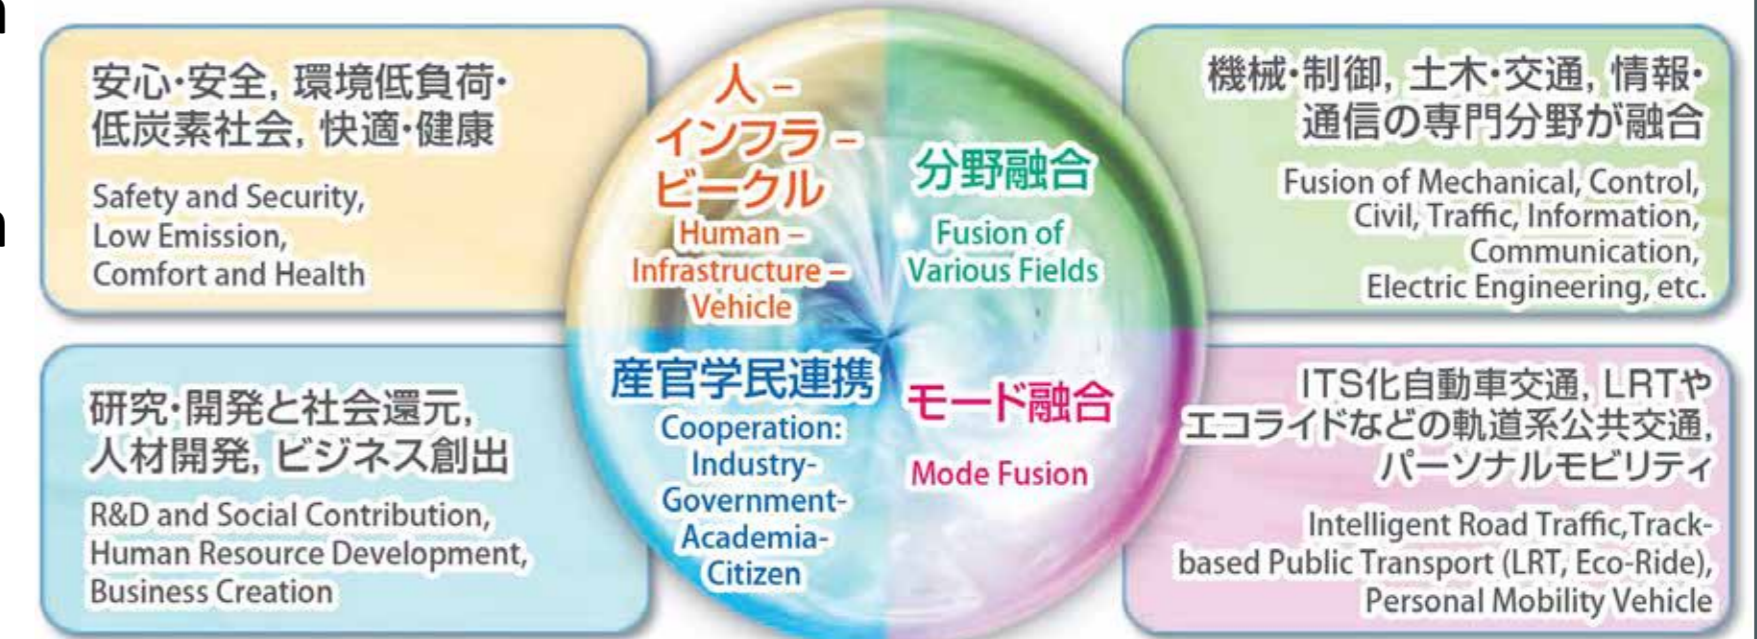 安心・安全, 環境低負荷・
低炭素社会, 快適・健康
Safety and Security,
Low Emission,
Comfort and Health
人 –
インフラ –
ビークル
Human –
Infrastructure –
Vehicle
分野融合
Fusion of
Various Fields
機械・制御, 土木・交通, 情報・
通信の専門分野が融合
Fusion of Mechanical, Control,
Civil, Traffic, Information,
Communication,
Electric Engineering, etc.
研究・開発と社会還元,
人材開発, ビジネス創出
R&D and Social Contribution,
Human Resource Development,
Business Creation
産官学民連携
Cooperation:
Industry-
Government-
Academia-
Citizen
モード融合
Mode Fusion
ITS化自動車交通, LRTや
エコライドなどの軌道系公共交通,
パーソナルモビリティ
Intelligent Road Traffic,Track-
based Public Transport (LRT, Eco-Ride),
Personal Mobility Vehicle